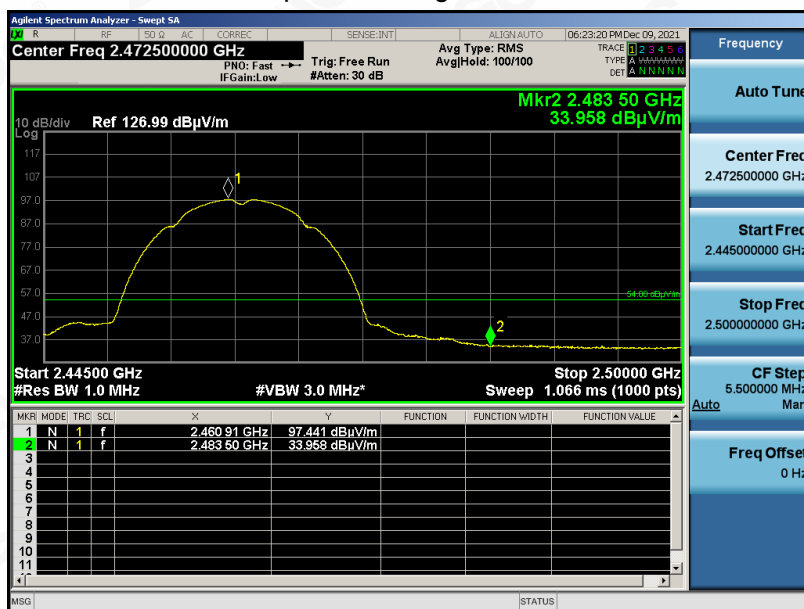 Agilent Spectrum Analyzer - Swept SA
LXI R RF 50 Ω AC CORREC SENSE:INT ALIGN AUTO 06:23:20 PM Dec 09, 2021
Center Freq 2.472500000 GHz
PNO: Fast
IFGain:Low
Trig: Free Run
#Atten: 30 dB
Avg Type: RMS
Avg|Hold: 100/100
TRACE 1 2 3 4 5 6
TYPE A WWWWW
DET A N N N N N
Mkr2 2.483 50 GHz
33.958 dBµV/m
10 dB/div Ref 126.99 dBµV/m
Log
117
107
97.0
87.0
77.0
67.0
57.0
47.0
37.0
1
54.00 dBµV/m
2
Start 2.44500 GHz Stop 2.50000 GHz
#Res BW 1.0 MHz #VBW 3.0 MHz* Sweep 1.066 ms (1000 pts)
MKR MODE TRC SCL X Y FUNCTION FUNCTION WIDTH FUNCTION VALUE
1 N 1 f 2.460 91 GHz 97.441 dBµV/m
2 N 1 f 2.483 50 GHz 33.958 dBµV/m
3
4
5
6
7
8
9
10
11
MSG STATUS
Frequency
Auto Tune
Center Freq
2.472500000 GHz
Start Freq
2.445000000 GHz
Stop Freq
2.500000000 GHz
CF Step
5.500000 MHz
Auto Man
Freq Offset
0 Hz